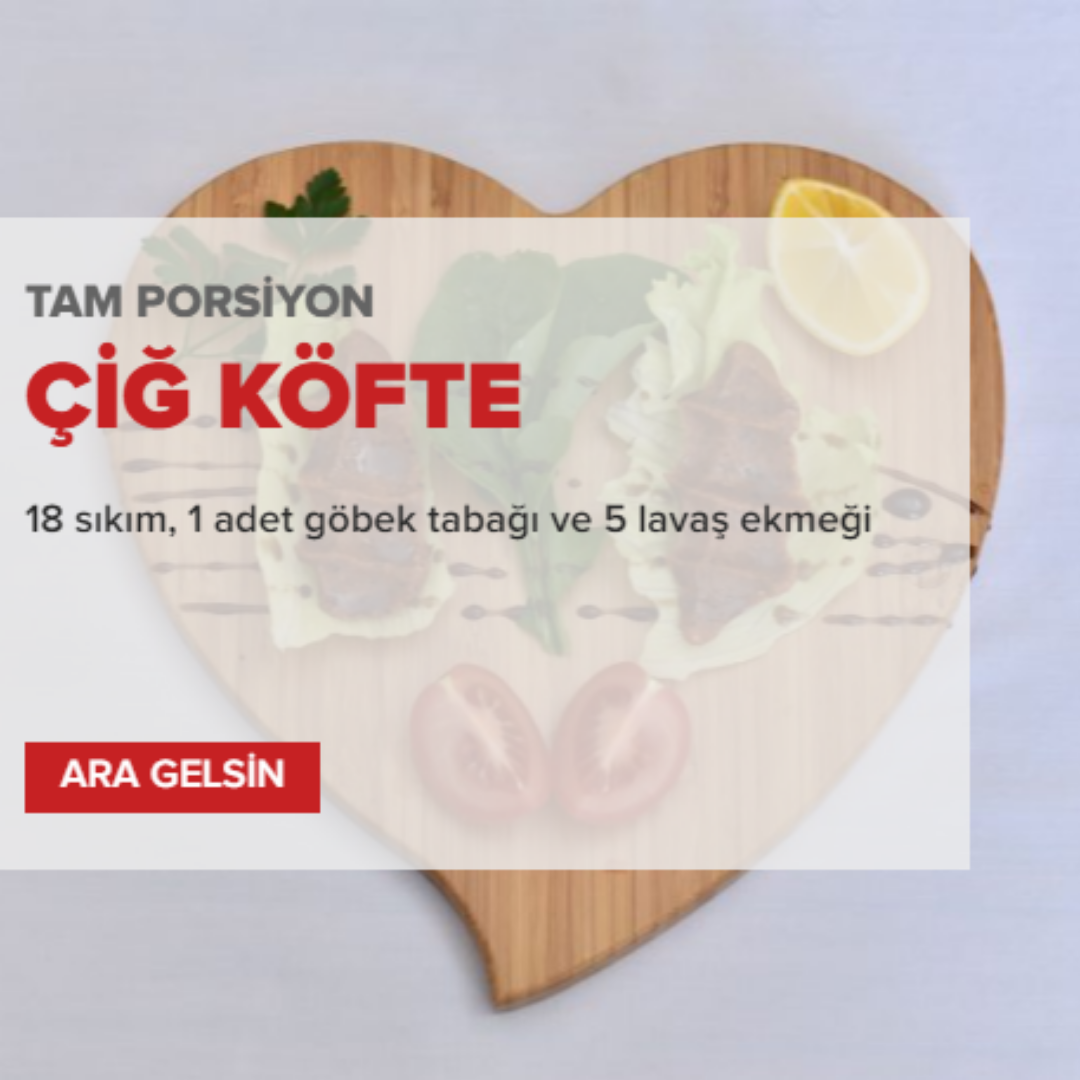 TAM PORSİYON
ÇİĞ KÖFTE
18 sıkım, 1 adet göbek tabağı ve 5 lavaş ekmeği
ARA GELSİN